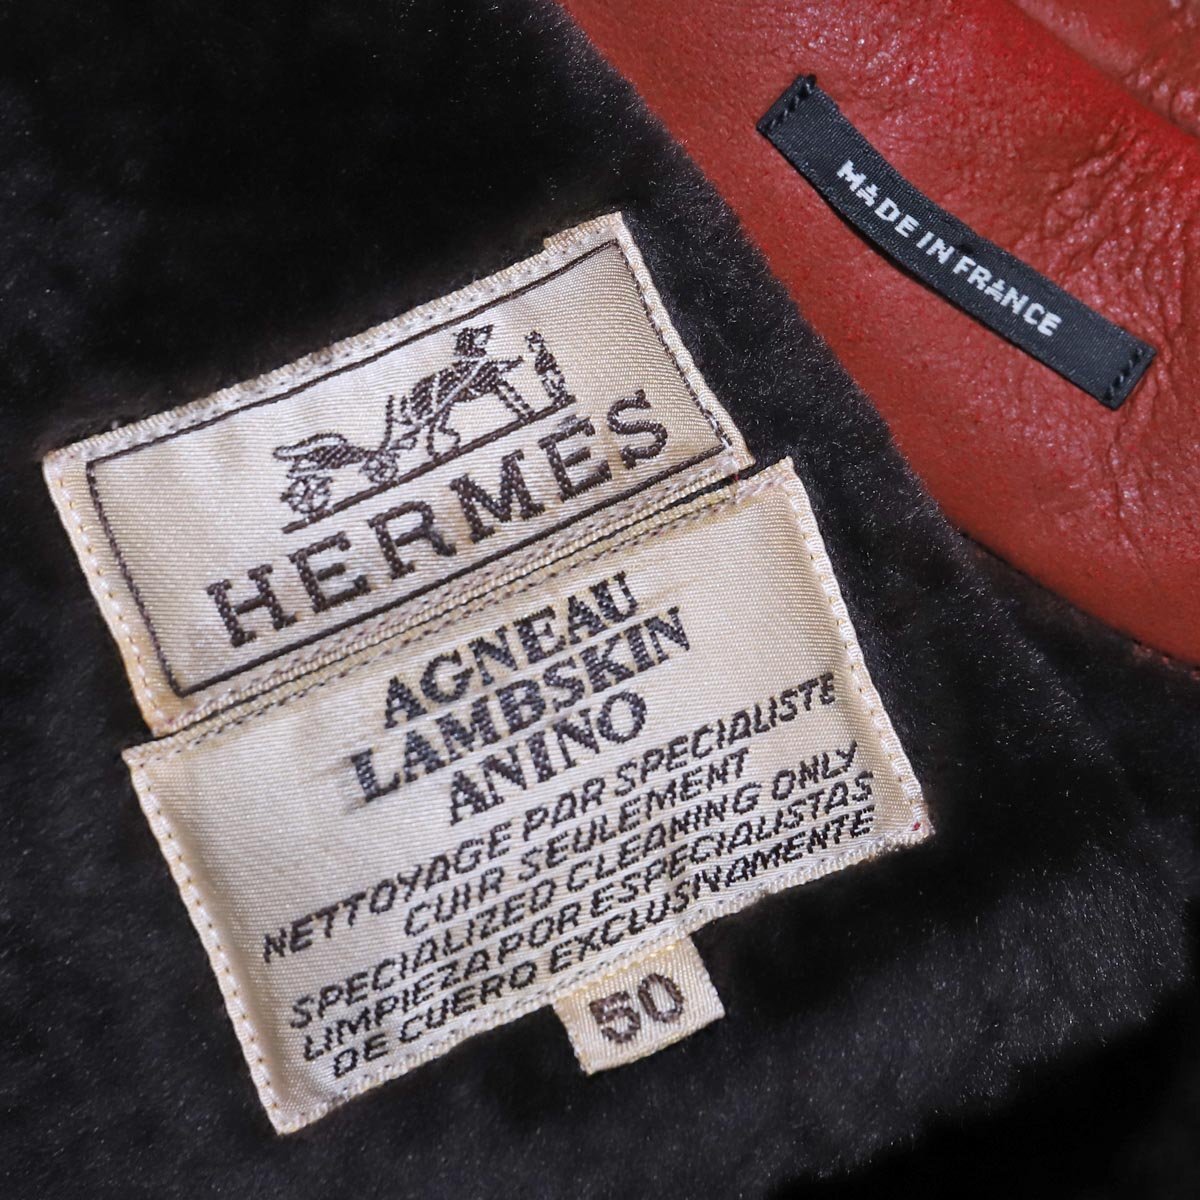 MADE IN FRANCE
HERMES
AGNEAU
LAMBSKIN
ANINO
NETTOYAGE PAR SPECIALISTE
CUIR SEULEMENT
SPECIALIZED CLEANING ONLY
LIMPIEZA POR ESPECIALISTAS
DE CUERO EXCLUSIVAMENTE
50